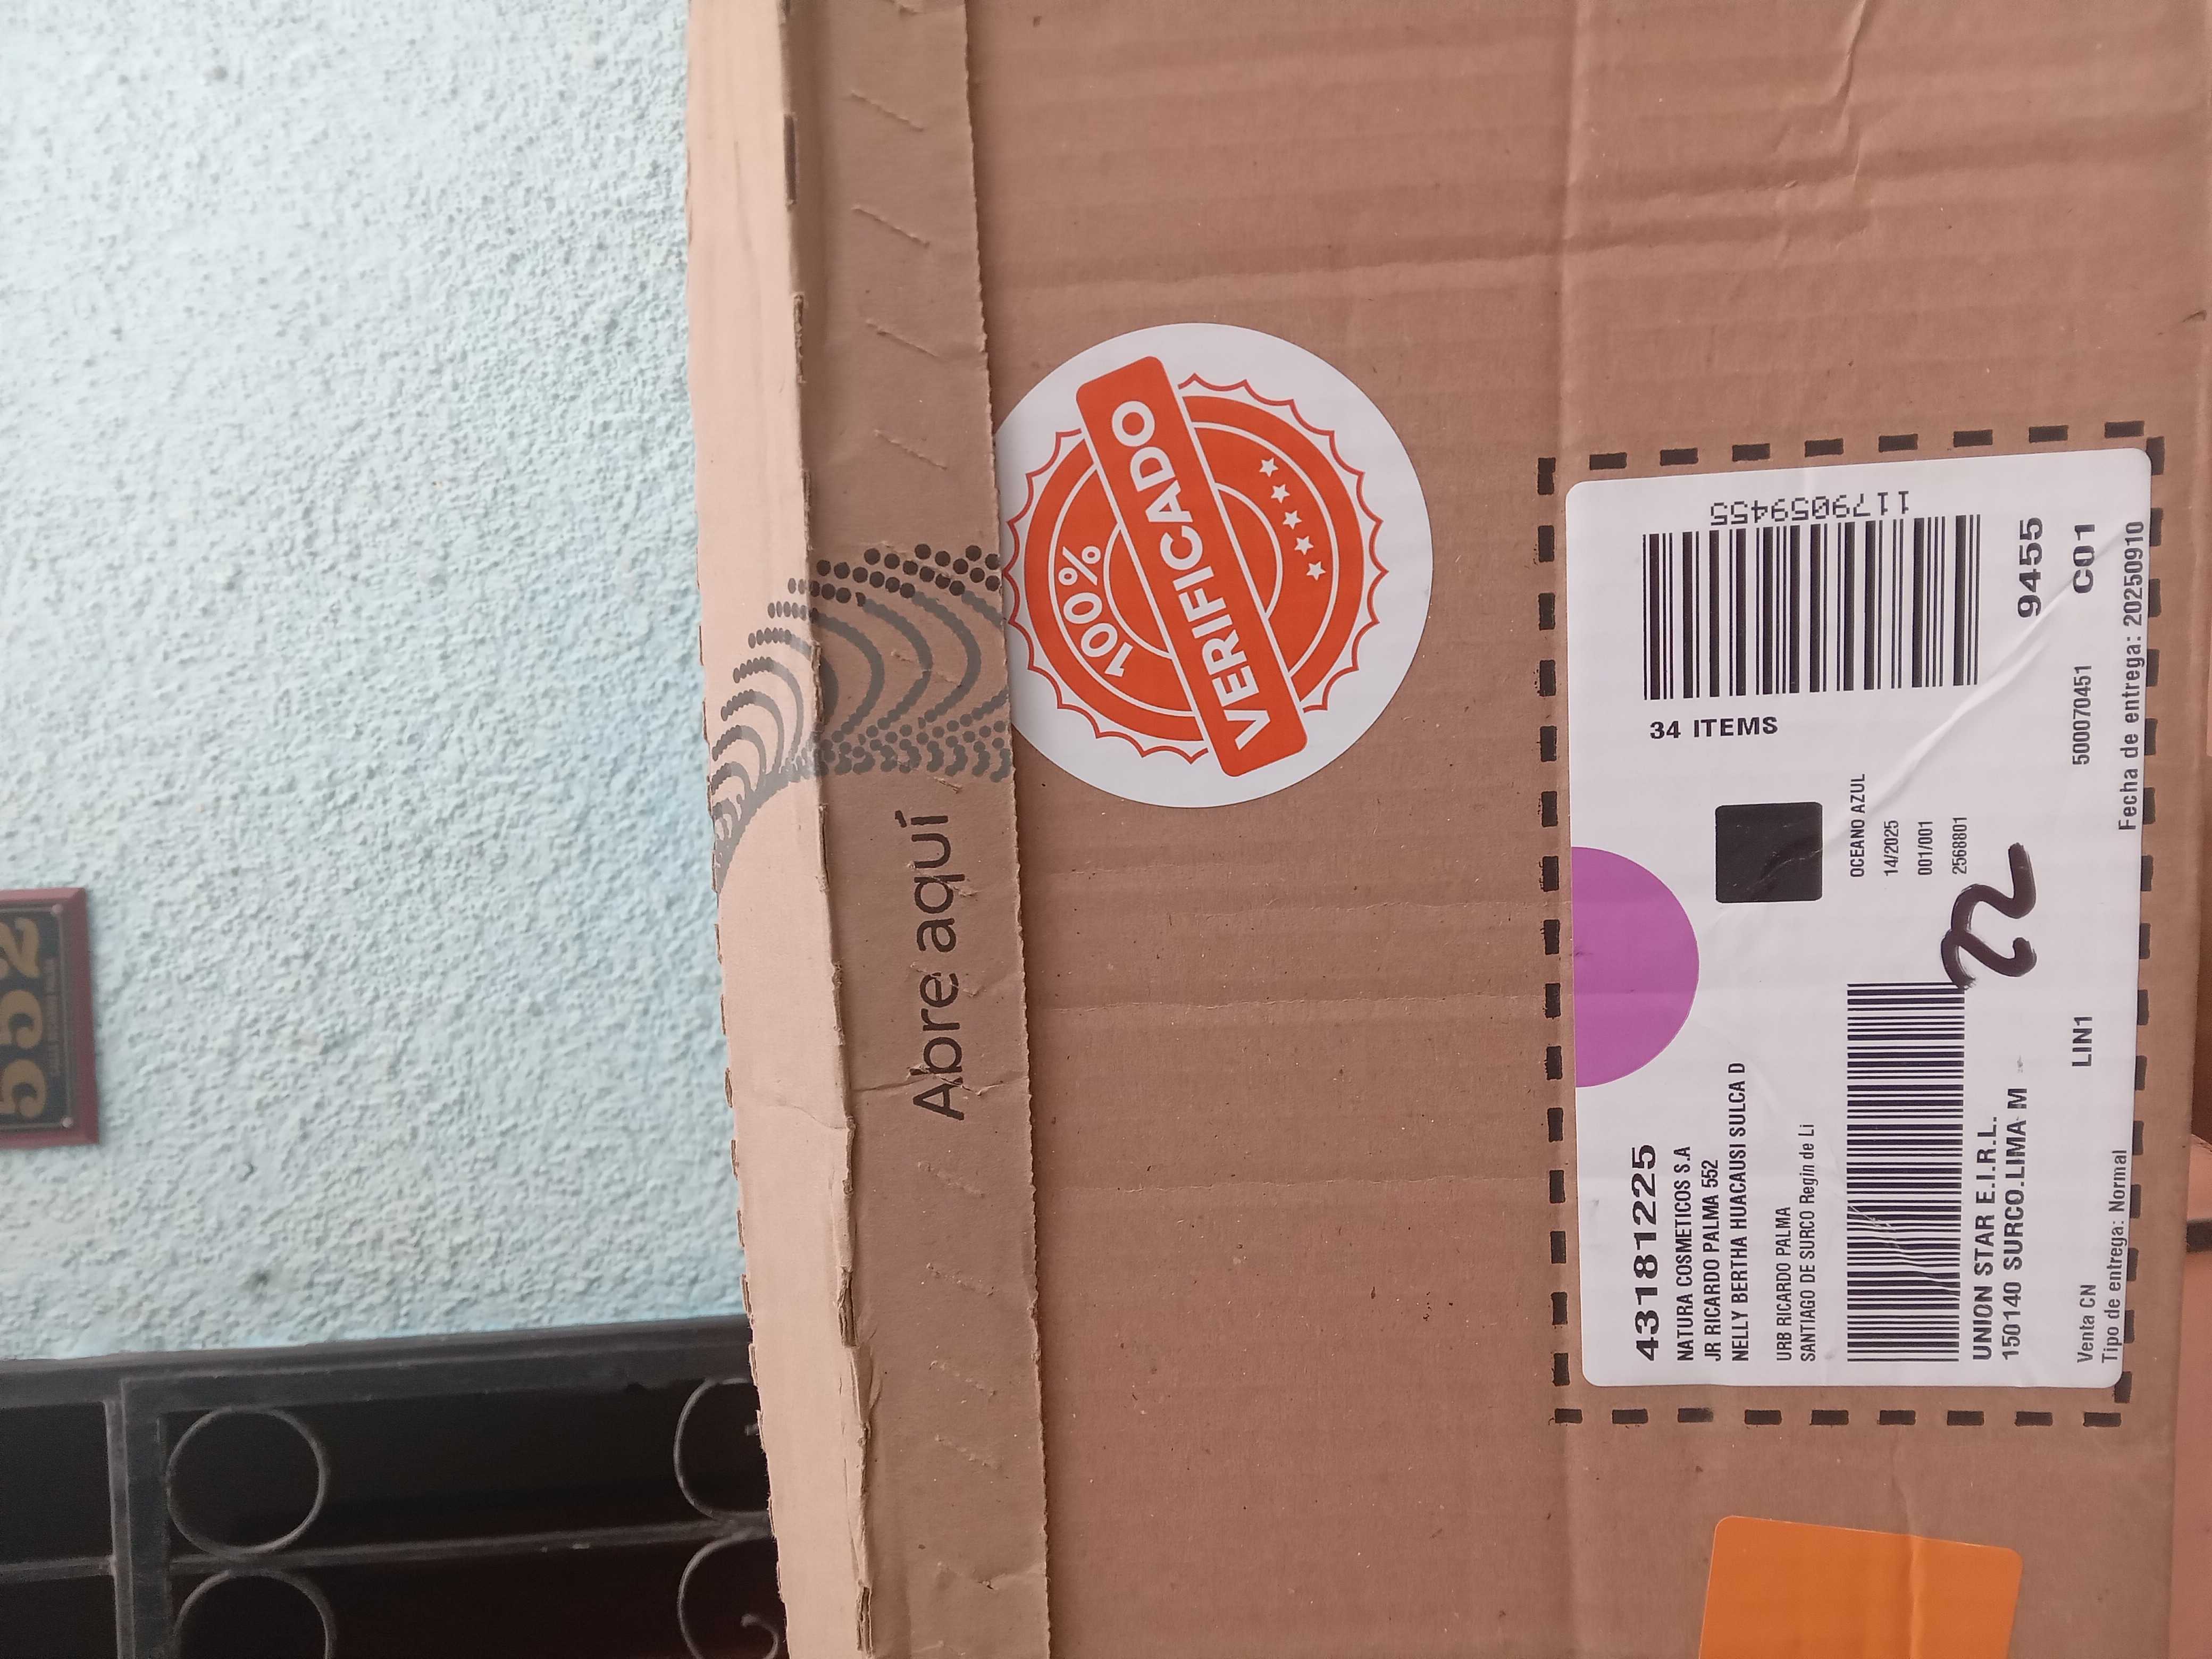 552
Abre aquí
100%
VERIFICADO
43181225
NATURA COSMETICOS S.A
JR RICARDO PALMA 552
NELLY BERTHA HUACAUSI SULCA D
URB RICARDO PALMA
SANTIAGO DE SURCO Regin de Li
UNION STAR E.I.R.L.
150140 SURCO.LIMA M
Venta CN
LIN1
500070451
C01
Tipo de entrega: Normal
Fecha de entrega: 20250910
34 ITEMS
1179059455
OCEANO AZUL
14/2025
001/001
2568801
9455
22